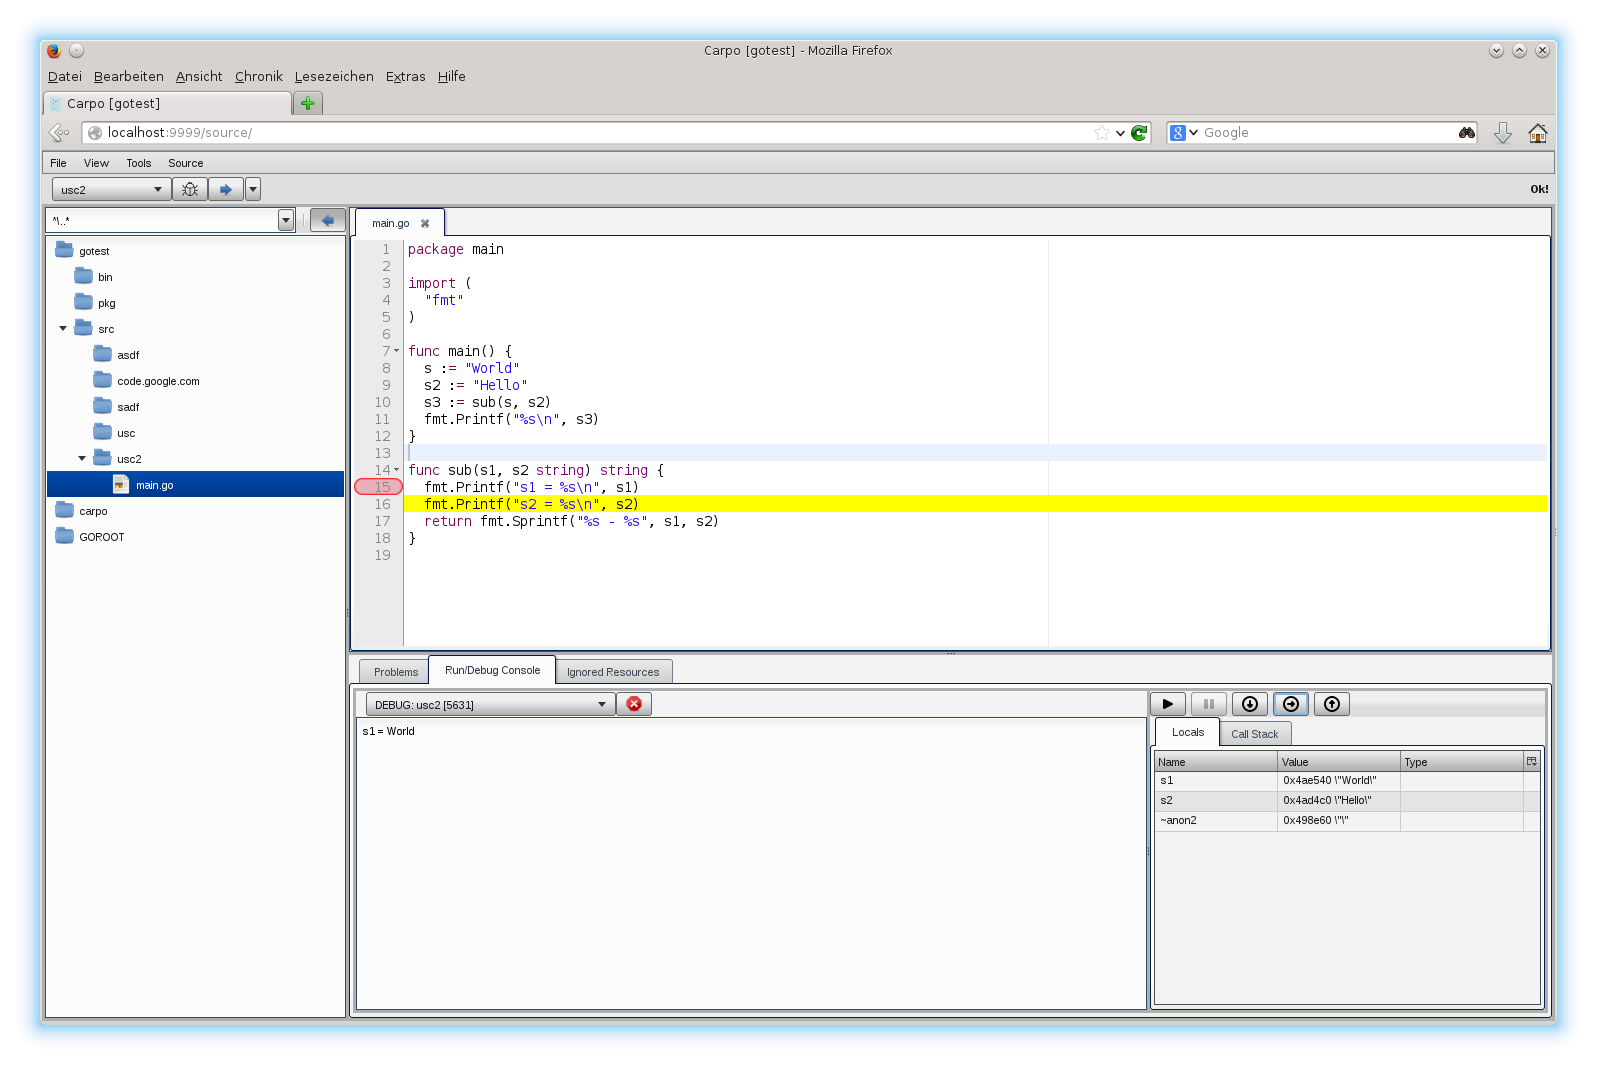 Carpo [gotest] - Mozilla Firefox
Datei Bearbeiten Ansicht Chronik Lesezeichen Extras Hilfe
Carpo [gotest]
localhost:9999/source/
8 Google
File View Tools Source
usc2
Ok!
^\..*
gotest
bin
pkg
src
asdf
code.google.com
sadf
usc
usc2
main.go
carpo
GOROOT
main.go
1 package main
2
3 import (
4 "fmt"
5 )
6
7 func main() {
8 s := "World"
9 s2 := "Hello"
10 s3 := sub(s, s2)
11 fmt.Printf("%s\n", s3)
12 }
13
14 func sub(s1, s2 string) string {
15 fmt.Printf("s1 = %s\n", s1)
16 fmt.Printf("s2 = %s\n", s2)
17 return fmt.Sprintf("%s - %s", s1, s2)
18 }
19
Problems Run/Debug Console Ignored Resources
DEBUG: usc2 [5631]
s1 = World
Locals Call Stack
Name Value Type
s1 0x4ae540 \"World\"
s2 0x4ad4c0 \"Hello\"
~anon2 0x498e60 \"\"